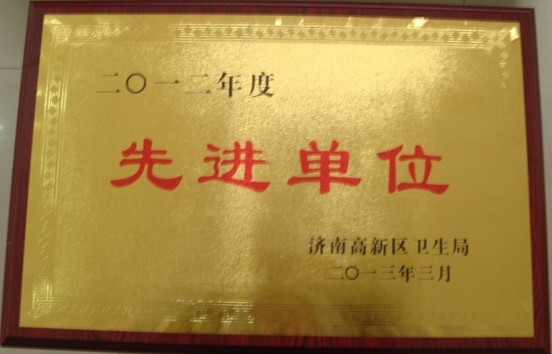 二〇一二年度
先进单位
济南高新区卫生局
二〇一三年三月